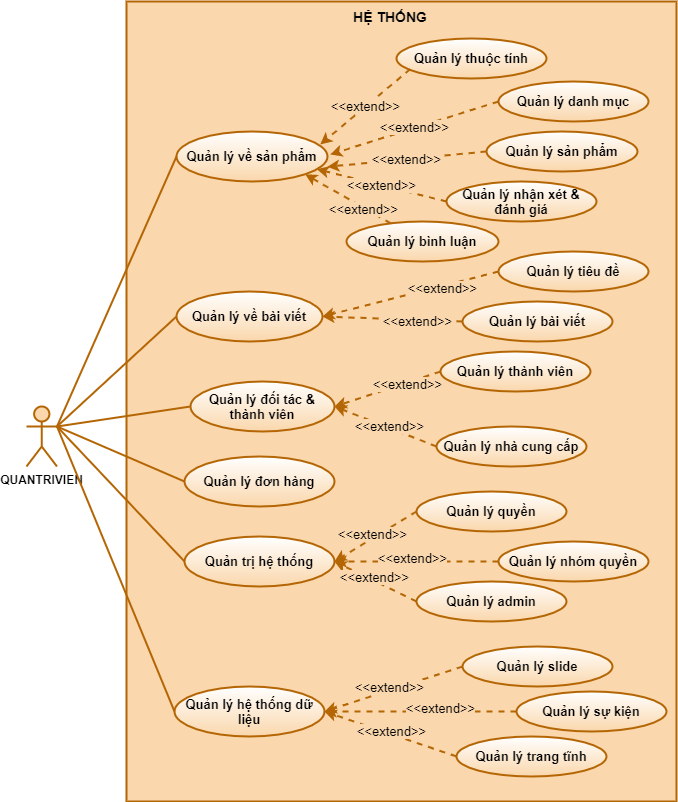 HỆ THỐNG
Quản lý thuộc tính
Quản lý danh mục
<<extend>>
<<extend>>
Quản lý về sản phẩm
Quản lý sản phẩm
<<extend>>
<<extend>>
Quản lý nhận xét &
đánh giá
<<extend>>
Quản lý bình luận
Quản lý tiêu đề
<<extend>>
Quản lý về bài viết
<<extend>>
Quản lý bài viết
Quản lý thành viên
<<extend>>
Quản lý đối tác &
thành viên
<<extend>>
Quản lý nhà cung cấp
QUANTRIVIEN
Quản lý đơn hàng
Quản lý quyền
<<extend>>
Quản trị hệ thống
<<extend>>
Quản lý nhóm quyền
<<extend>>
Quản lý admin
Quản lý slide
<<extend>>
Quản lý hệ thống dữ
liệu
<<extend>>
Quản lý sự kiện
<<extend>>
Quản lý trang tĩnh